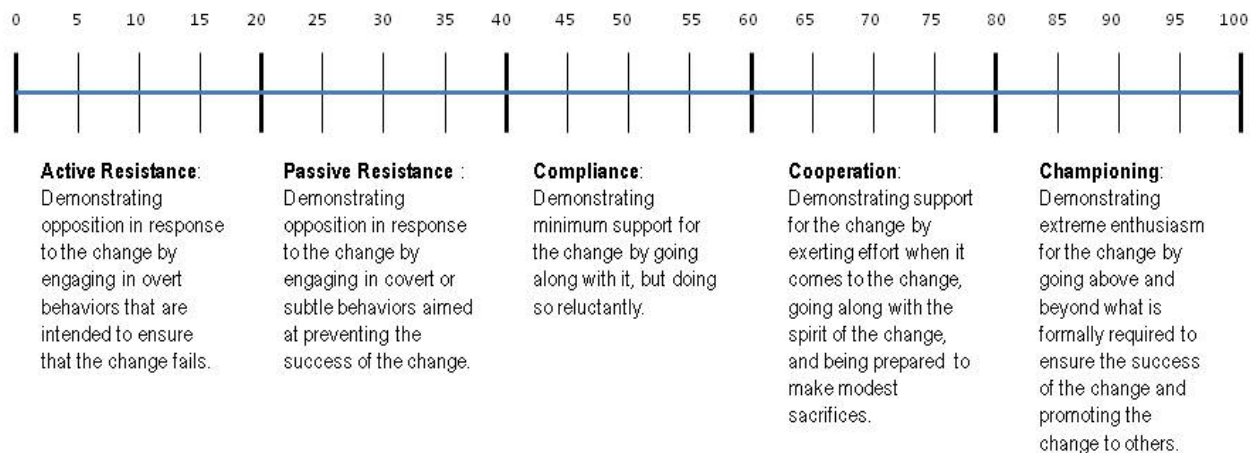 0 5 10 15 20 25 30 35 40 45 50 55 60 65 70 75 80 85 90 95 100
Active Resistance:
Demonstrating
opposition in response
to the change by
engaging in overt
behaviors that are
intended to ensure
that the change fails.
Passive Resistance :
Demonstrating
opposition in response
to the change by
engaging in covert or
subtle behaviors aimed
at preventing the
success of the change.
Compliance:
Demonstrating
minimum support for
the change by going
along with it, but doing
so reluctantly.
Cooperation:
Demonstrating support
for the change by
exerting effort when it
comes to the change,
going along with the
spirit of the change,
and being prepared to
make modest
sacrifices.
Championing:
Demonstrating
extreme enthusiasm
for the change by
going above and
beyond what is
formally required to
ensure the success
of the change and
promoting the
change to others.